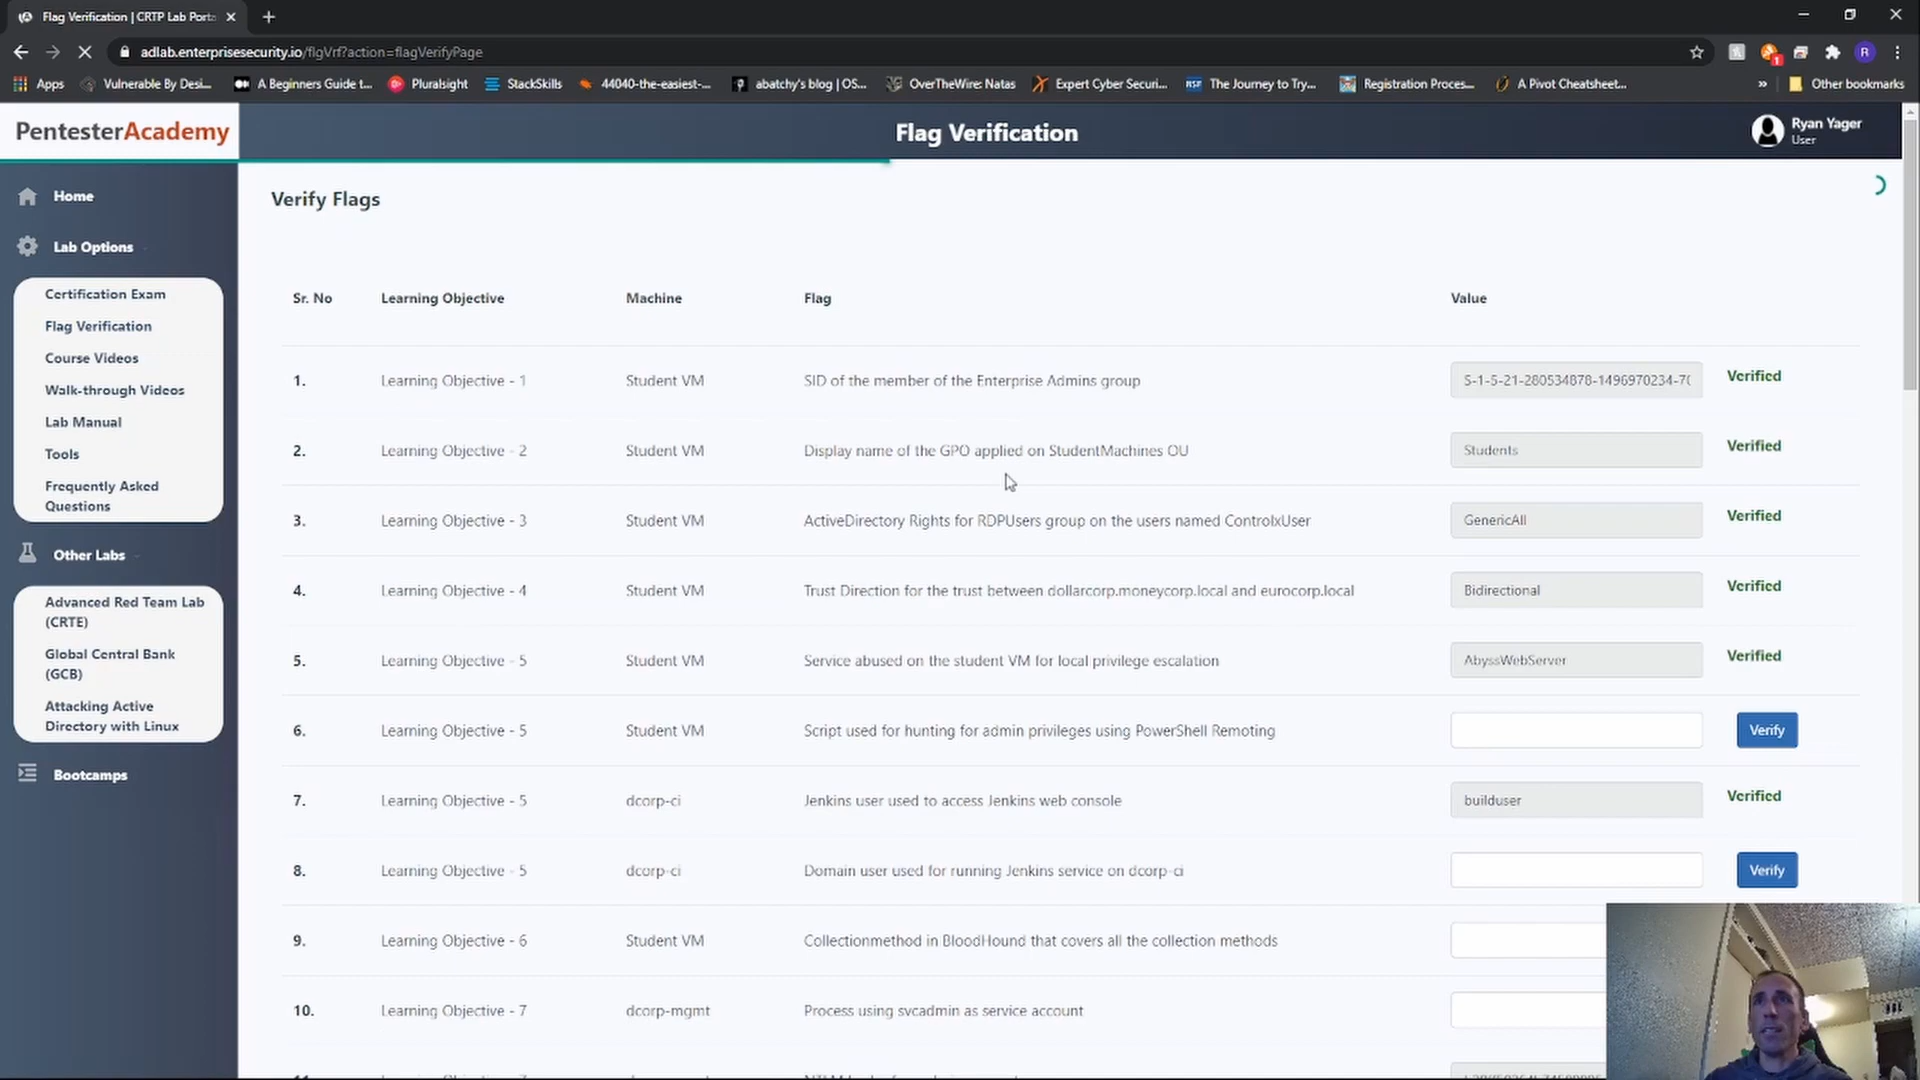 Flag Verification | CRTP Lab Porta
adlab.enterprisesecurity.io/flgVrf?action=flagVerifyPage
R
Apps
Vulnerable By Desi...
A Beginners Guide t...
Pluralsight
StackSkills
44040-the-easiest-...
abatchy's blog | OS...
OverTheWire: Natas
Expert Cyber Securi...
The Journey to Try...
Registration Proces...
A Pivot Cheatsheet...
»
Other bookmarks
PentesterAcademy
Flag Verification
Ryan Yager
User
Home
Lab Options
Certification Exam
Flag Verification
Course Videos
Walk-through Videos
Lab Manual
Tools
Frequently Asked
Questions
Other Labs
Advanced Red Team Lab
(CRTE)
Global Central Bank
(GCB)
Attacking Active
Directory with Linux
Bootcamps
Verify Flags
Sr. No Learning Objective Machine Flag Value
1. Learning Objective - 1 Student VM SID of the member of the Enterprise Admins group S-1-5-21-280534878-1496970234-7( Verified
2. Learning Objective - 2 Student VM Display name of the GPO applied on StudentMachines OU Students Verified
3. Learning Objective - 3 Student VM ActiveDirectory Rights for RDPUsers group on the users named ControlxUser GenericAll Verified
4. Learning Objective - 4 Student VM Trust Direction for the trust between dollarcorp.moneycorp.local and eurocorp.local Bidirectional Verified
5. Learning Objective - 5 Student VM Service abused on the student VM for local privilege escalation AbyssWebServer Verified
6. Learning Objective - 5 Student VM Script used for hunting for admin privileges using PowerShell Remoting Verify
7. Learning Objective - 5 dcorp-ci Jenkins user used to access Jenkins web console builduser Verified
8. Learning Objective - 5 dcorp-ci Domain user used for running Jenkins service on dcorp-ci Verify
9. Learning Objective - 6 Student VM Collectionmethod in BloodHound that covers all the collection methods
10. Learning Objective - 7 dcorp-mgmt Process using svcadmin as service account